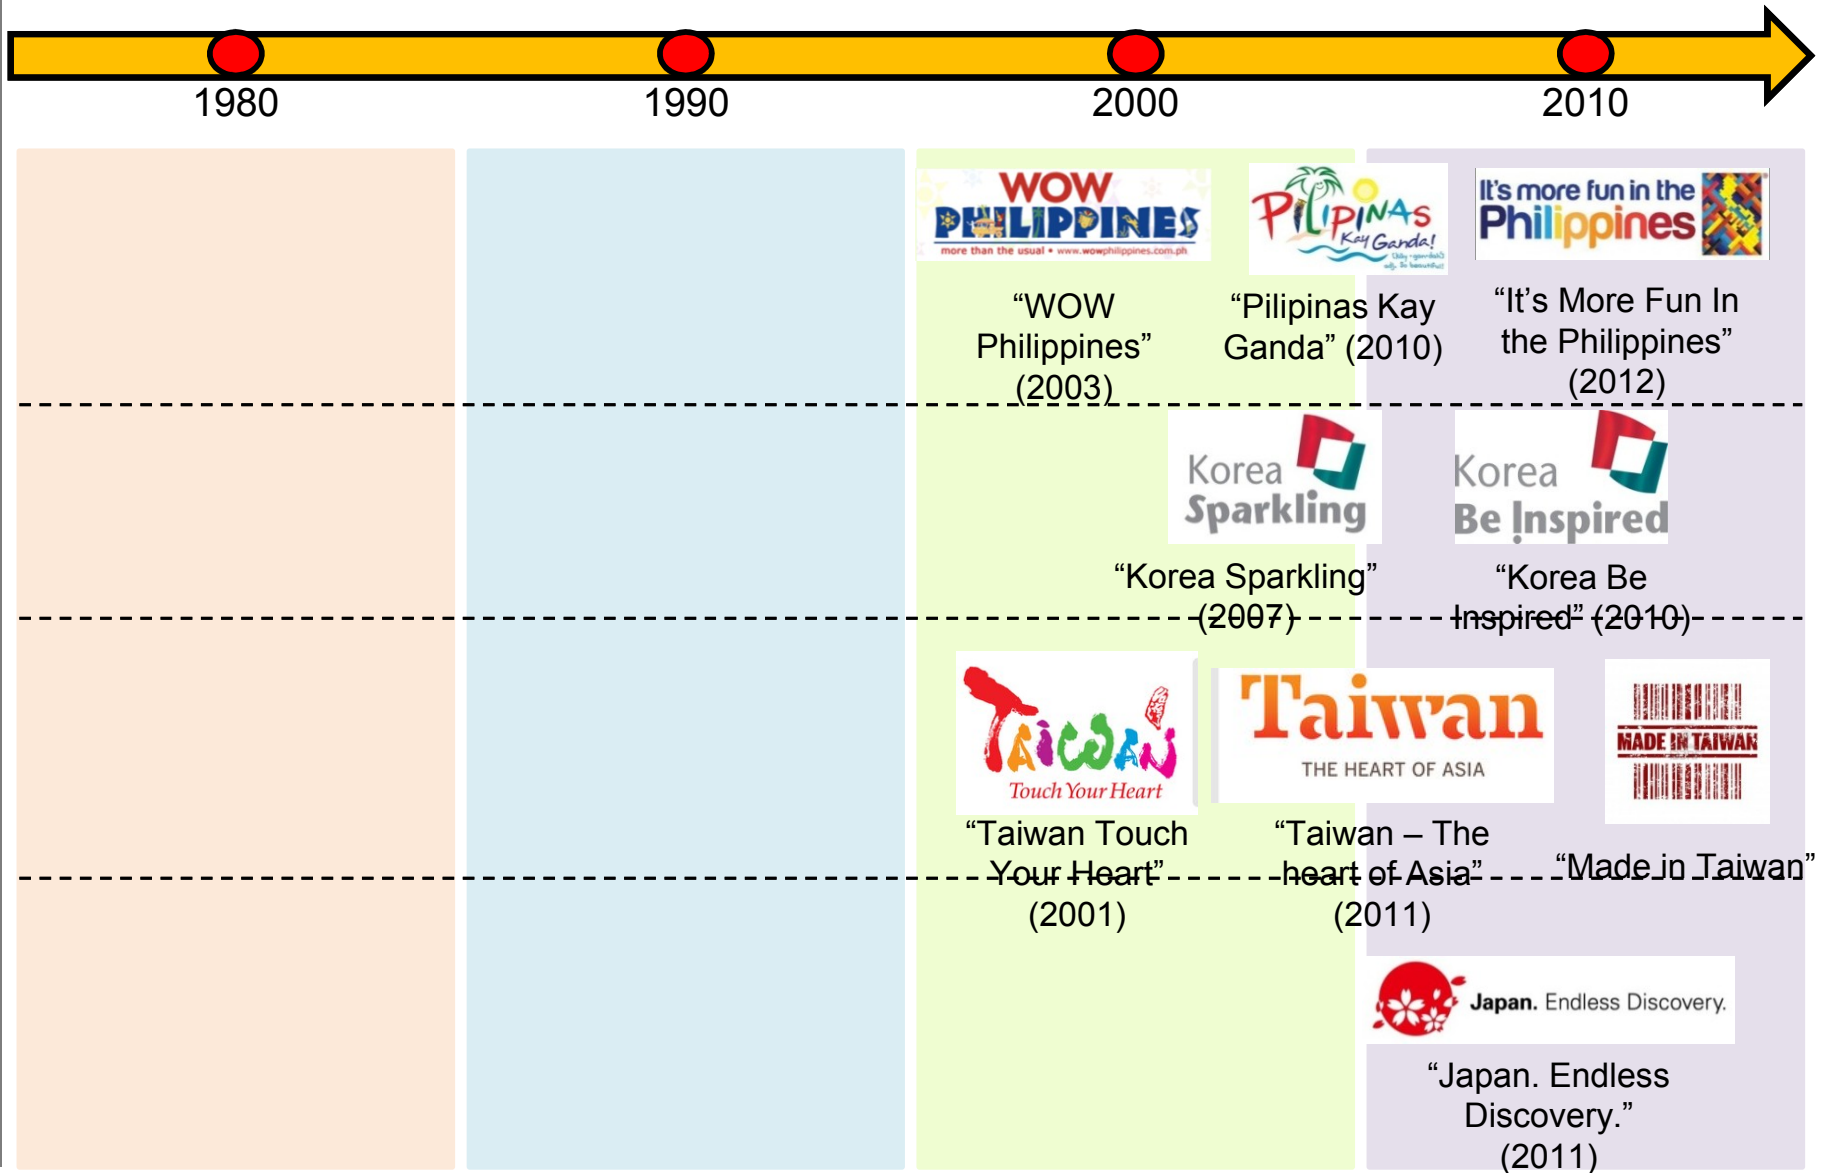 1980
1990
2000
2010
WOW
PHILIPPINES
more than the usual • www.wowphilippines.com.ph
PILIPINAS
Kay Ganda!
It's more fun in the
Philippines
“WOW
Philippines”
(2003)
“Pilipinas Kay
Ganda” (2010)
“It’s More Fun In
the Philippines”
(2012)
Korea
Sparkling
Korea
Be Inspired
“Korea Sparkling”
(2007)
“Korea Be
Inspired” (2010)
TAIWAN
Touch Your Heart
Taiwan
THE HEART OF ASIA
MADE IN TAIWAN
“Taiwan Touch
Your Heart”
(2001)
“Taiwan – The
heart of Asia”
(2011)
“Made in Taiwan”
Japan. Endless Discovery.
“Japan. Endless
Discovery.”
(2011)